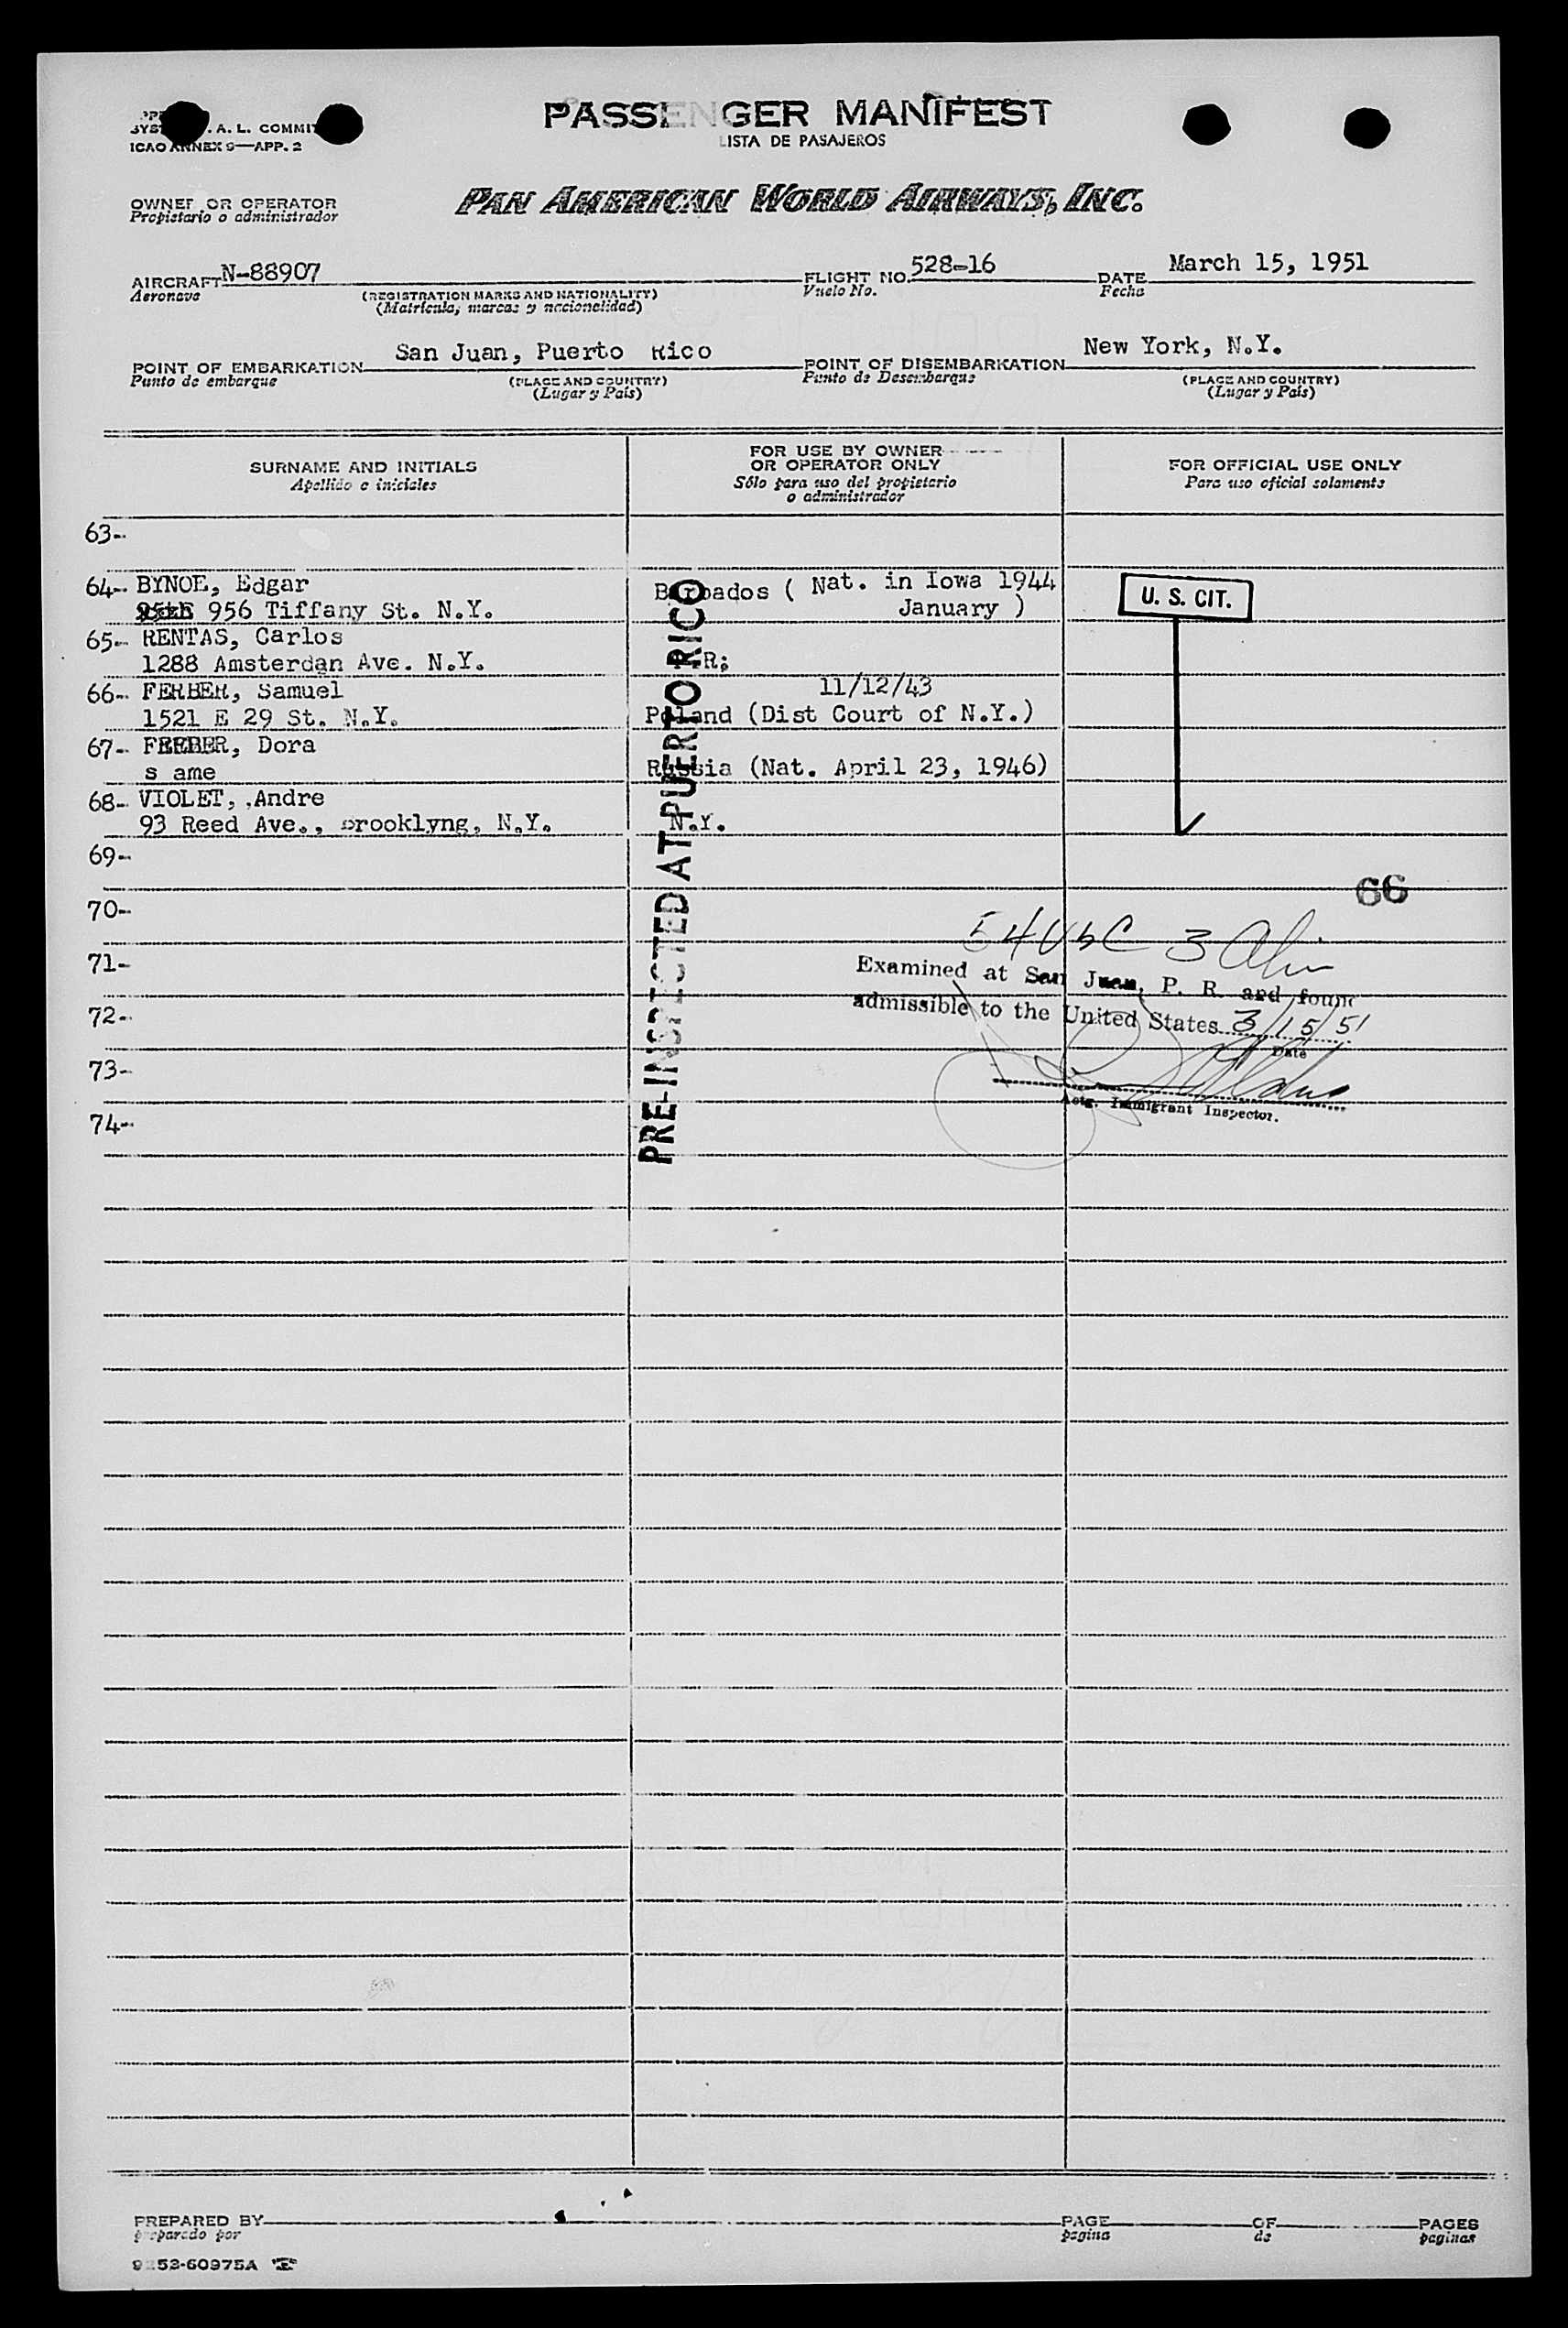 PASSENGER MANIFEST
LISTA DE PASAJEROS
A. L.
ICAO ANNEX 9—APP. 2
OWNER OR OPERATOR
Propietario o administrador
PAN AMERICAN WORLD AIRWAYS, INC.
AIRCRAFT N-88907 FLIGHT NO. 528-16 DATE March 15, 1951
Aeronave (REGISTRATION MARKS AND NATIONALITY) Vuelo No. Fecha
(Matrícula, marcas y nacionalidad)
POINT OF EMBARKATION San Juan, Puerto Rico POINT OF DISEMBARKATION New York, N.Y.
Punto de embarque (PLACE AND COUNTRY) Punto de Desembarque (PLACE AND COUNTRY)
(Lugar y País) (Lugar y País)
SURNAME AND INITIALS
Apellido e iniciales
FOR USE BY OWNER
OR OPERATOR ONLY
Sólo para uso del propietario
o administrador
FOR OFFICIAL USE ONLY
Para uso oficial solamente
63-
64- BYNOE, Edgar Barbados ( Nat. in Iowa 1944
956 Tiffany St. N.Y. January )
U. S. CIT.
65- RENTAS, Carlos
1288 Amsterdan Ave. N.Y. P.R;
66- FERBER, Samuel 11/12/43
1521 E 29 St. N.Y. Poland (Dist Court of N.Y.)
67- FERBER, Dora
s ame Russia (Nat. April 23, 1946)
68- VIOLET, ,Andre
93 Reed Ave., Brooklyng, N.Y. N.Y.
PRE-INSPECTED AT PUERTO RICO
69-
66
70-
54 USC 3
71-
Examined at San Juan, P. R. and found
admissible to the United States 3/15/51
72-
Date
73-
Actg. Immigrant Inspector.
74-
PREPARED BY PAGE OF PAGES
preparado por pagina de paginas
60975A